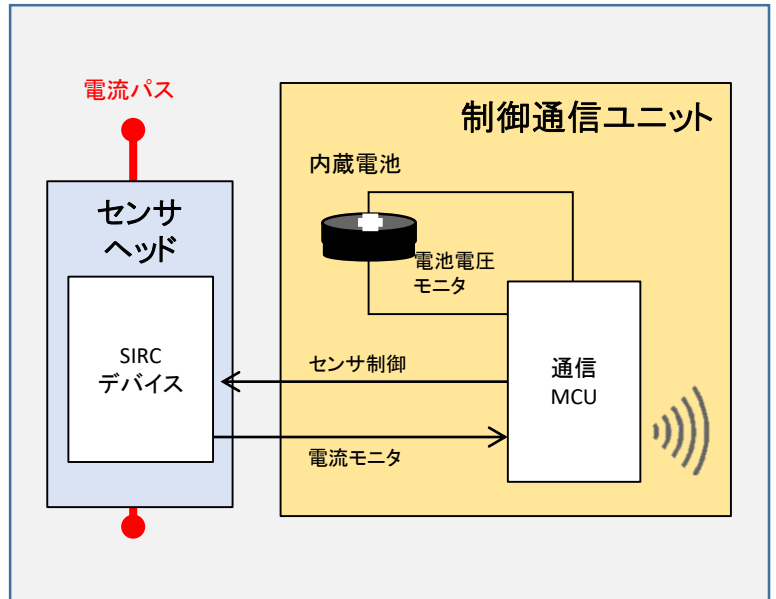 電流パス
制御通信ユニット
内蔵電池
センサ
ヘッド
電池電圧
モニタ
SIRC
デバイス
センサ制御
通信
MCU
電流モニタ